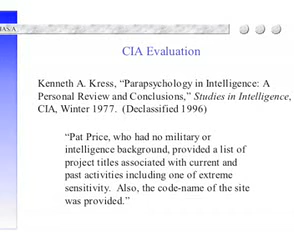 CIA Evaluation
Kenneth A. Kress, “Parapsychology in Intelligence: A
Personal Review and Conclusions,” Studies in Intelligence,
CIA, Winter 1977. (Declassified 1996)
“Pat Price, who had no military or
intelligence background, provided a list of
project titles associated with current and
past activities including one of extreme
sensitivity. Also, the code-name of the site
was provided.”